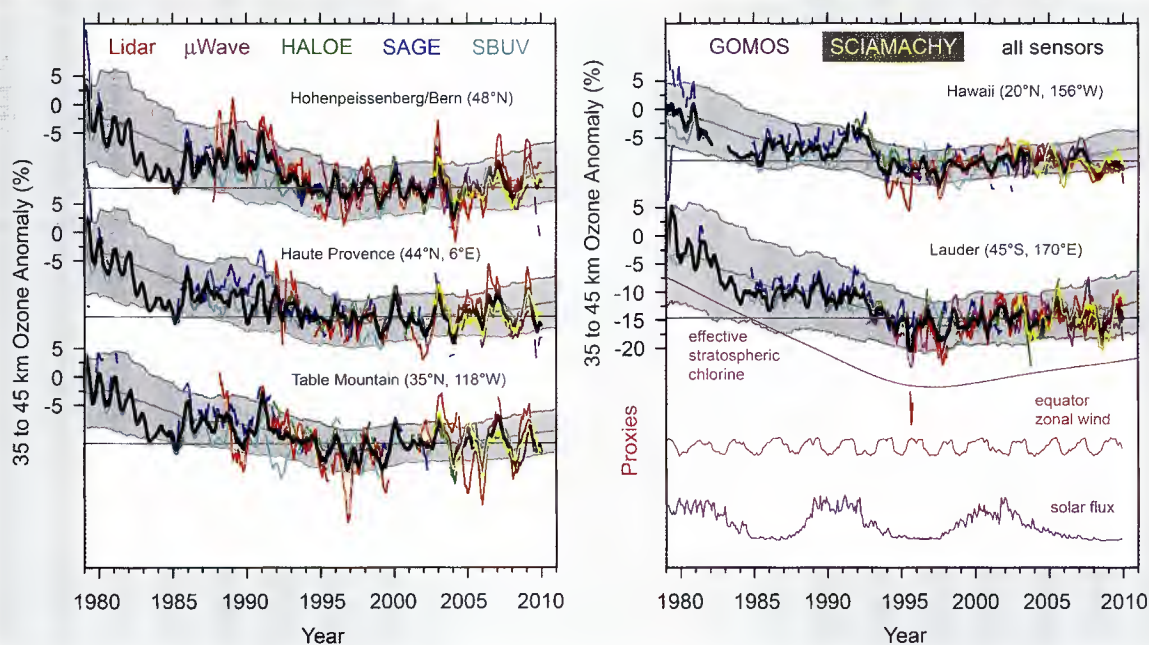 Lidar µWave HALOE SAGE SBUV
35 to 45 km Ozone Anomaly (%)
5
0
-5
Hohenpeissenberg/Bern (48°N)
5
0
-5
Haute Provence (44°N, 6°E)
5
0
-5
Table Mountain (35°N, 118°W)
1980 1985 1990 1995 2000 2005 2010
Year
GOMOS SCIAMACHY all sensors
35 to 45 km Ozone Anomaly (%)
5
0
-5
Hawaii (20°N, 156°W)
5
0
-5
-10
-15
-20
Lauder (45°S, 170°E)
effective
stratospheric
chlorine
equator
zonal wind
Proxies
solar flux
1980 1985 1990 1995 2000 2005 2010
Year